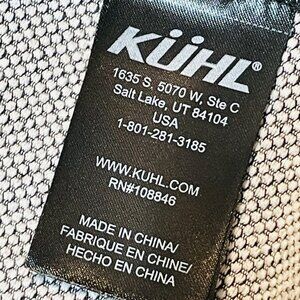 KÜHL®
1635 S. 5070 W, Ste C
Salt Lake, UT 84104
USA
1-801-281-3185
WWW.KUHL.COM
RN#108846
MADE IN CHINA/
FABRIQUE EN CHINE/
HECHO EN CHINA